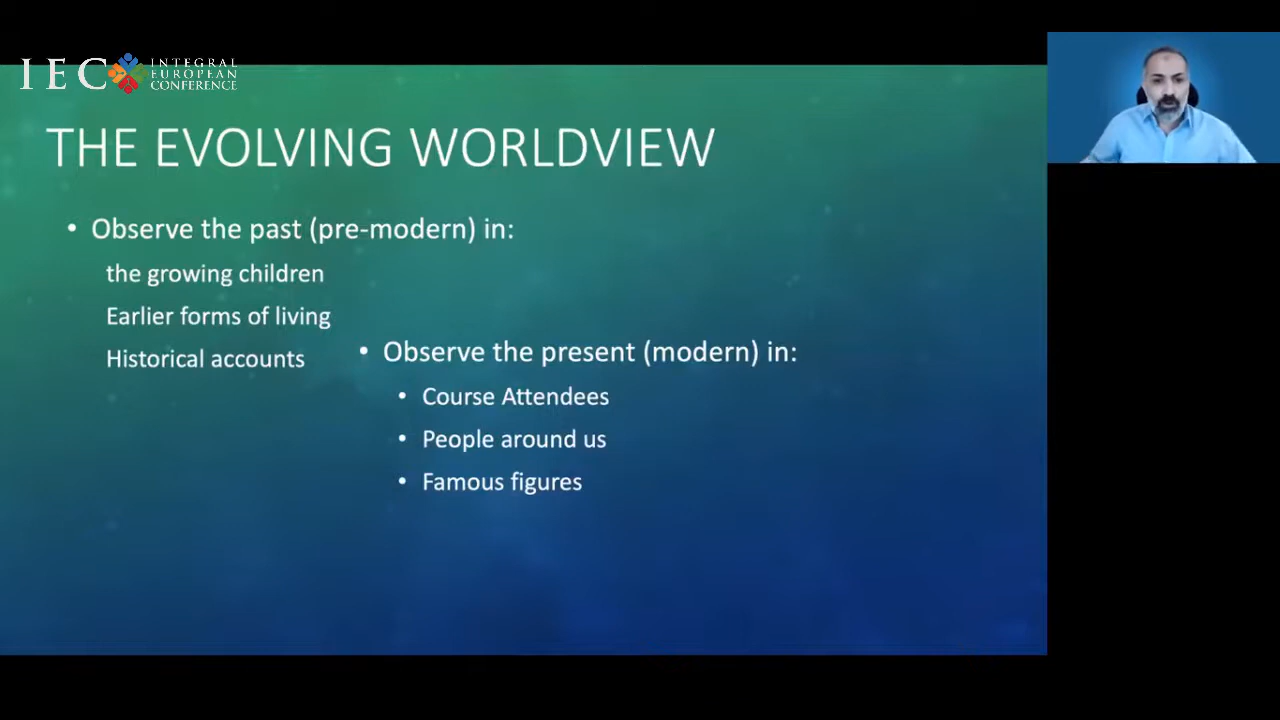 IEC INTEGRAL
EUROPEAN
CONFERENCE
THE EVOLVING WORLDVIEW
• Observe the past (pre-modern) in:
the growing children
Earlier forms of living
Historical accounts
• Observe the present (modern) in:
• Course Attendees
• People around us
• Famous figures